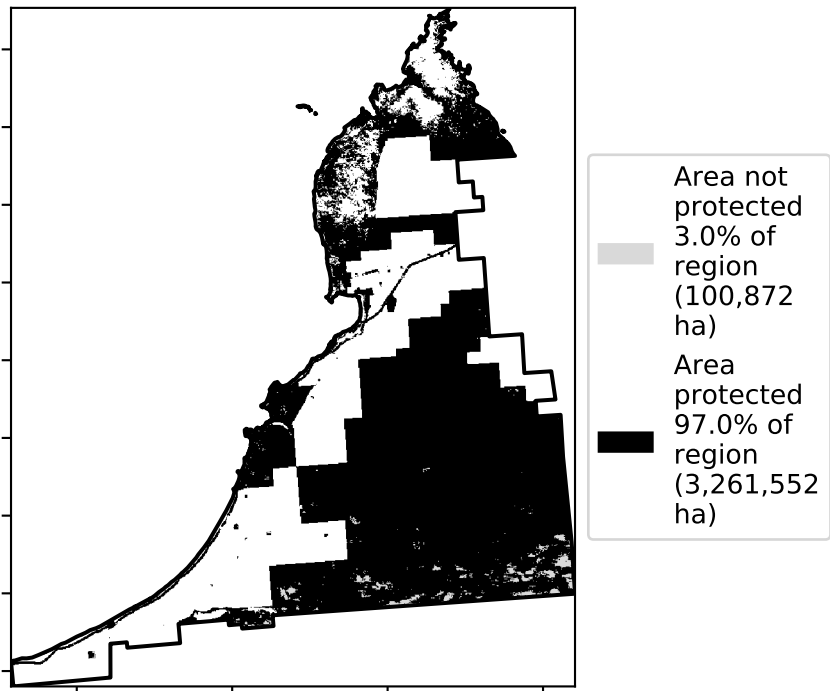 Area not
protected
3.0% of
region
(100,872
ha)
Area
protected
97.0% of
region
(3,261,552
ha)